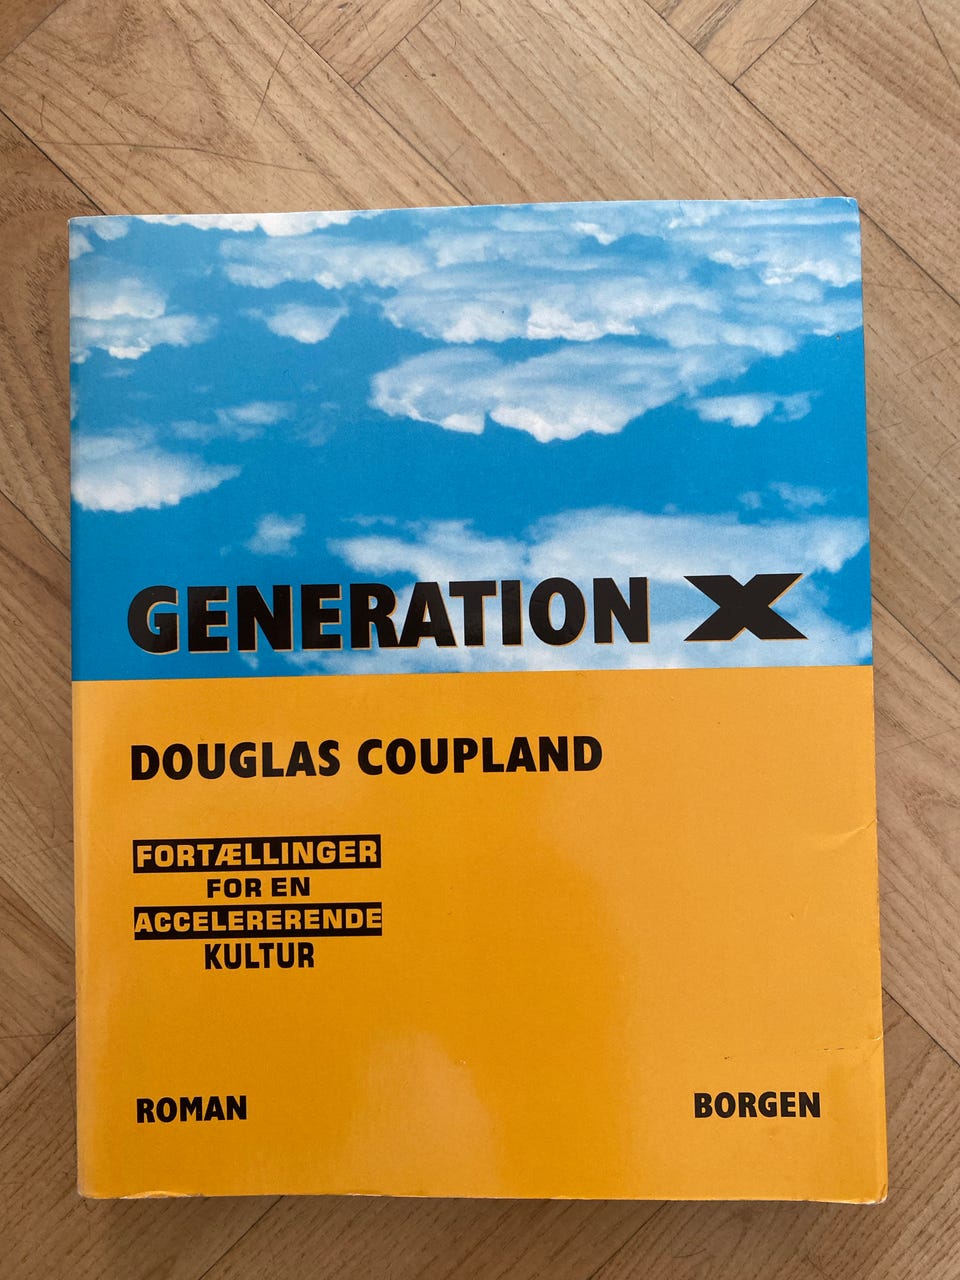 GENERATION X
DOUGLAS COUPLAND
FORTÆLLINGER
FOR EN
ACCELERERENDE
KULTUR
ROMAN
BORGEN